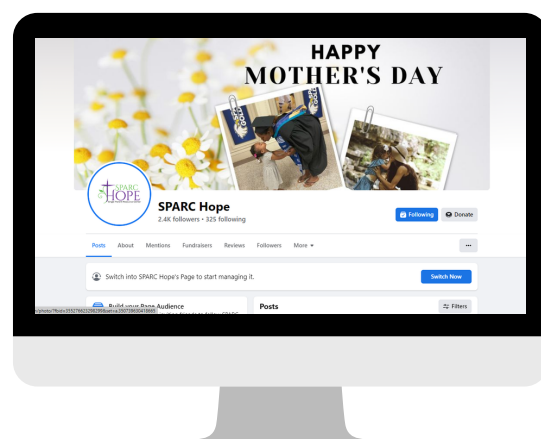 HAPPY
MOTHER'S DAY
SPARC
GOLD
SPARC
HOPE
SPARC Hope
2.4K followers • 325 following
Following
Donate
Posts About Mentions Fundraisers Reviews Followers More
Switch into SPARC Hope's Page to start managing it.
Switch Now
Build your Page Audience
Posts
Filters